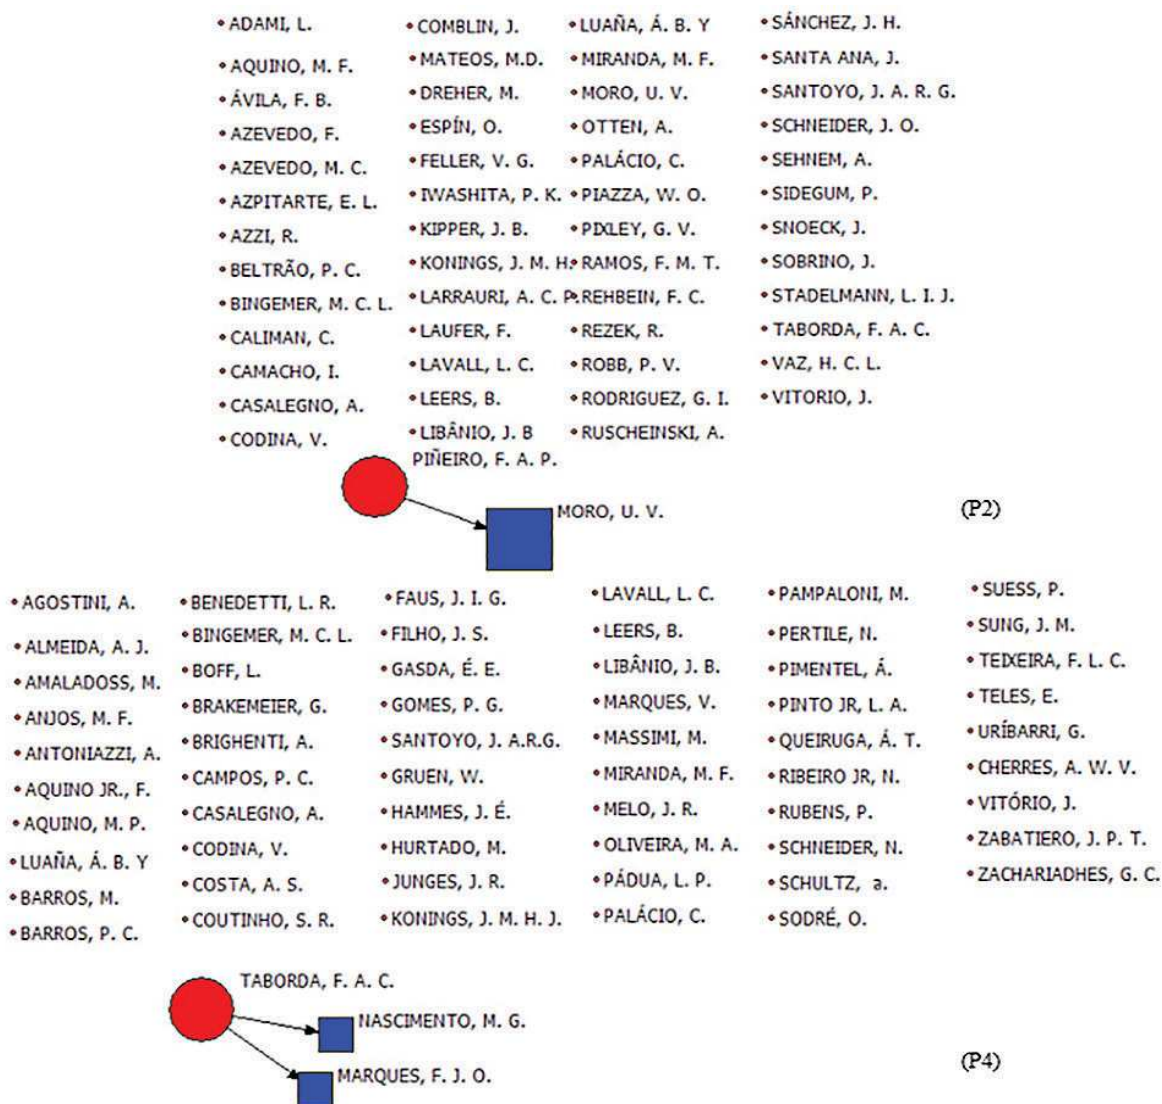 ADAMI, L.
AQUINO, M. F.
ÁVILA, F. B.
AZEVEDO, F.
AZEVEDO, M. C.
AZPITARTE, E. L.
AZZI, R.
BELTRÃO, P. C.
BINGEMER, M. C. L.
CALIMAN, C.
CAMACHO, I.
CASALEGNO, A.
CODINA, V.
COMBLIN, J.
MATEOS, M.D.
DREHER, M.
ESPÍN, O.
FELLER, V. G.
IWASHITA, P. K.
KIPPER, J. B.
KONINGS, J. M. H.
LARRAURI, A. C. P.
LAUFER, F.
LAVALL, L. C.
LEERS, B.
LIBÂNIO, J. B
LUAÑA, Á. B. Y
MIRANDA, M. F.
MORO, U. V.
OTTEN, A.
PALÁCIO, C.
PIAZZA, W. O.
PIXLEY, G. V.
RAMOS, F. M. T.
REHBEIN, F. C.
REZEK, R.
ROBB, P. V.
RODRIGUEZ, G. I.
RUSCHEINSKI, A.
SÁNCHEZ, J. H.
SANTA ANA, J.
SANTOYO, J. A. R. G.
SCHNEIDER, J. O.
SEHNEM, A.
SIDEGUM, P.
SNOECK, J.
SOBRINO, J.
STADELMANN, L. I. J.
TABORDA, F. A. C.
VAZ, H. C. L.
VITORIO, J.
PIÑEIRO, F. A. P.
MORO, U. V.
(P2)
AGOSTINI, A.
ALMEIDA, A. J.
AMALADOSS, M.
ANJOS, M. F.
ANTONIAZZI, A.
AQUINO JR., F.
AQUINO, M. P.
LUAÑA, Á. B. Y
BARROS, M.
BARROS, P. C.
BENEDETTI, L. R.
BINGEMER, M. C. L.
BOFF, L.
BRAKEMEIER, G.
BRIGHENTI, A.
CAMPOS, P. C.
CASALEGNO, A.
CODINA, V.
COSTA, A. S.
COUTINHO, S. R.
FAUS, J. I. G.
FILHO, J. S.
GASDA, É. E.
GOMES, P. G.
SANTOYO, J. A.R.G.
GRUEN, W.
HAMMES, J. É.
HURTADO, M.
JUNGES, J. R.
KONINGS, J. M. H. J.
LAVALL, L. C.
LEERS, B.
LIBÂNIO, J. B.
MARQUES, V.
MASSIMI, M.
MIRANDA, M. F.
MELO, J. R.
OLIVEIRA, M. A.
PÁDUA, L. P.
PALÁCIO, C.
PAMPALONI, M.
PERTILE, N.
PIMENTEL, Á.
PINTO JR, L. A.
QUEIRUGA, Á. T.
RIBEIRO JR, N.
RUBENS, P.
SCHNEIDER, N.
SCHULTZ, a.
SODRÉ, O.
SUESS, P.
SUNG, J. M.
TEIXEIRA, F. L. C.
TELES, E.
URÍBARRI, G.
CHERRES, A. W. V.
VITÓRIO, J.
ZABATIERO, J. P. T.
ZACHARIADHES, G. C.
TABORDA, F. A. C.
NASCIMENTO, M. G.
MARQUES, F. J. O.
(P4)